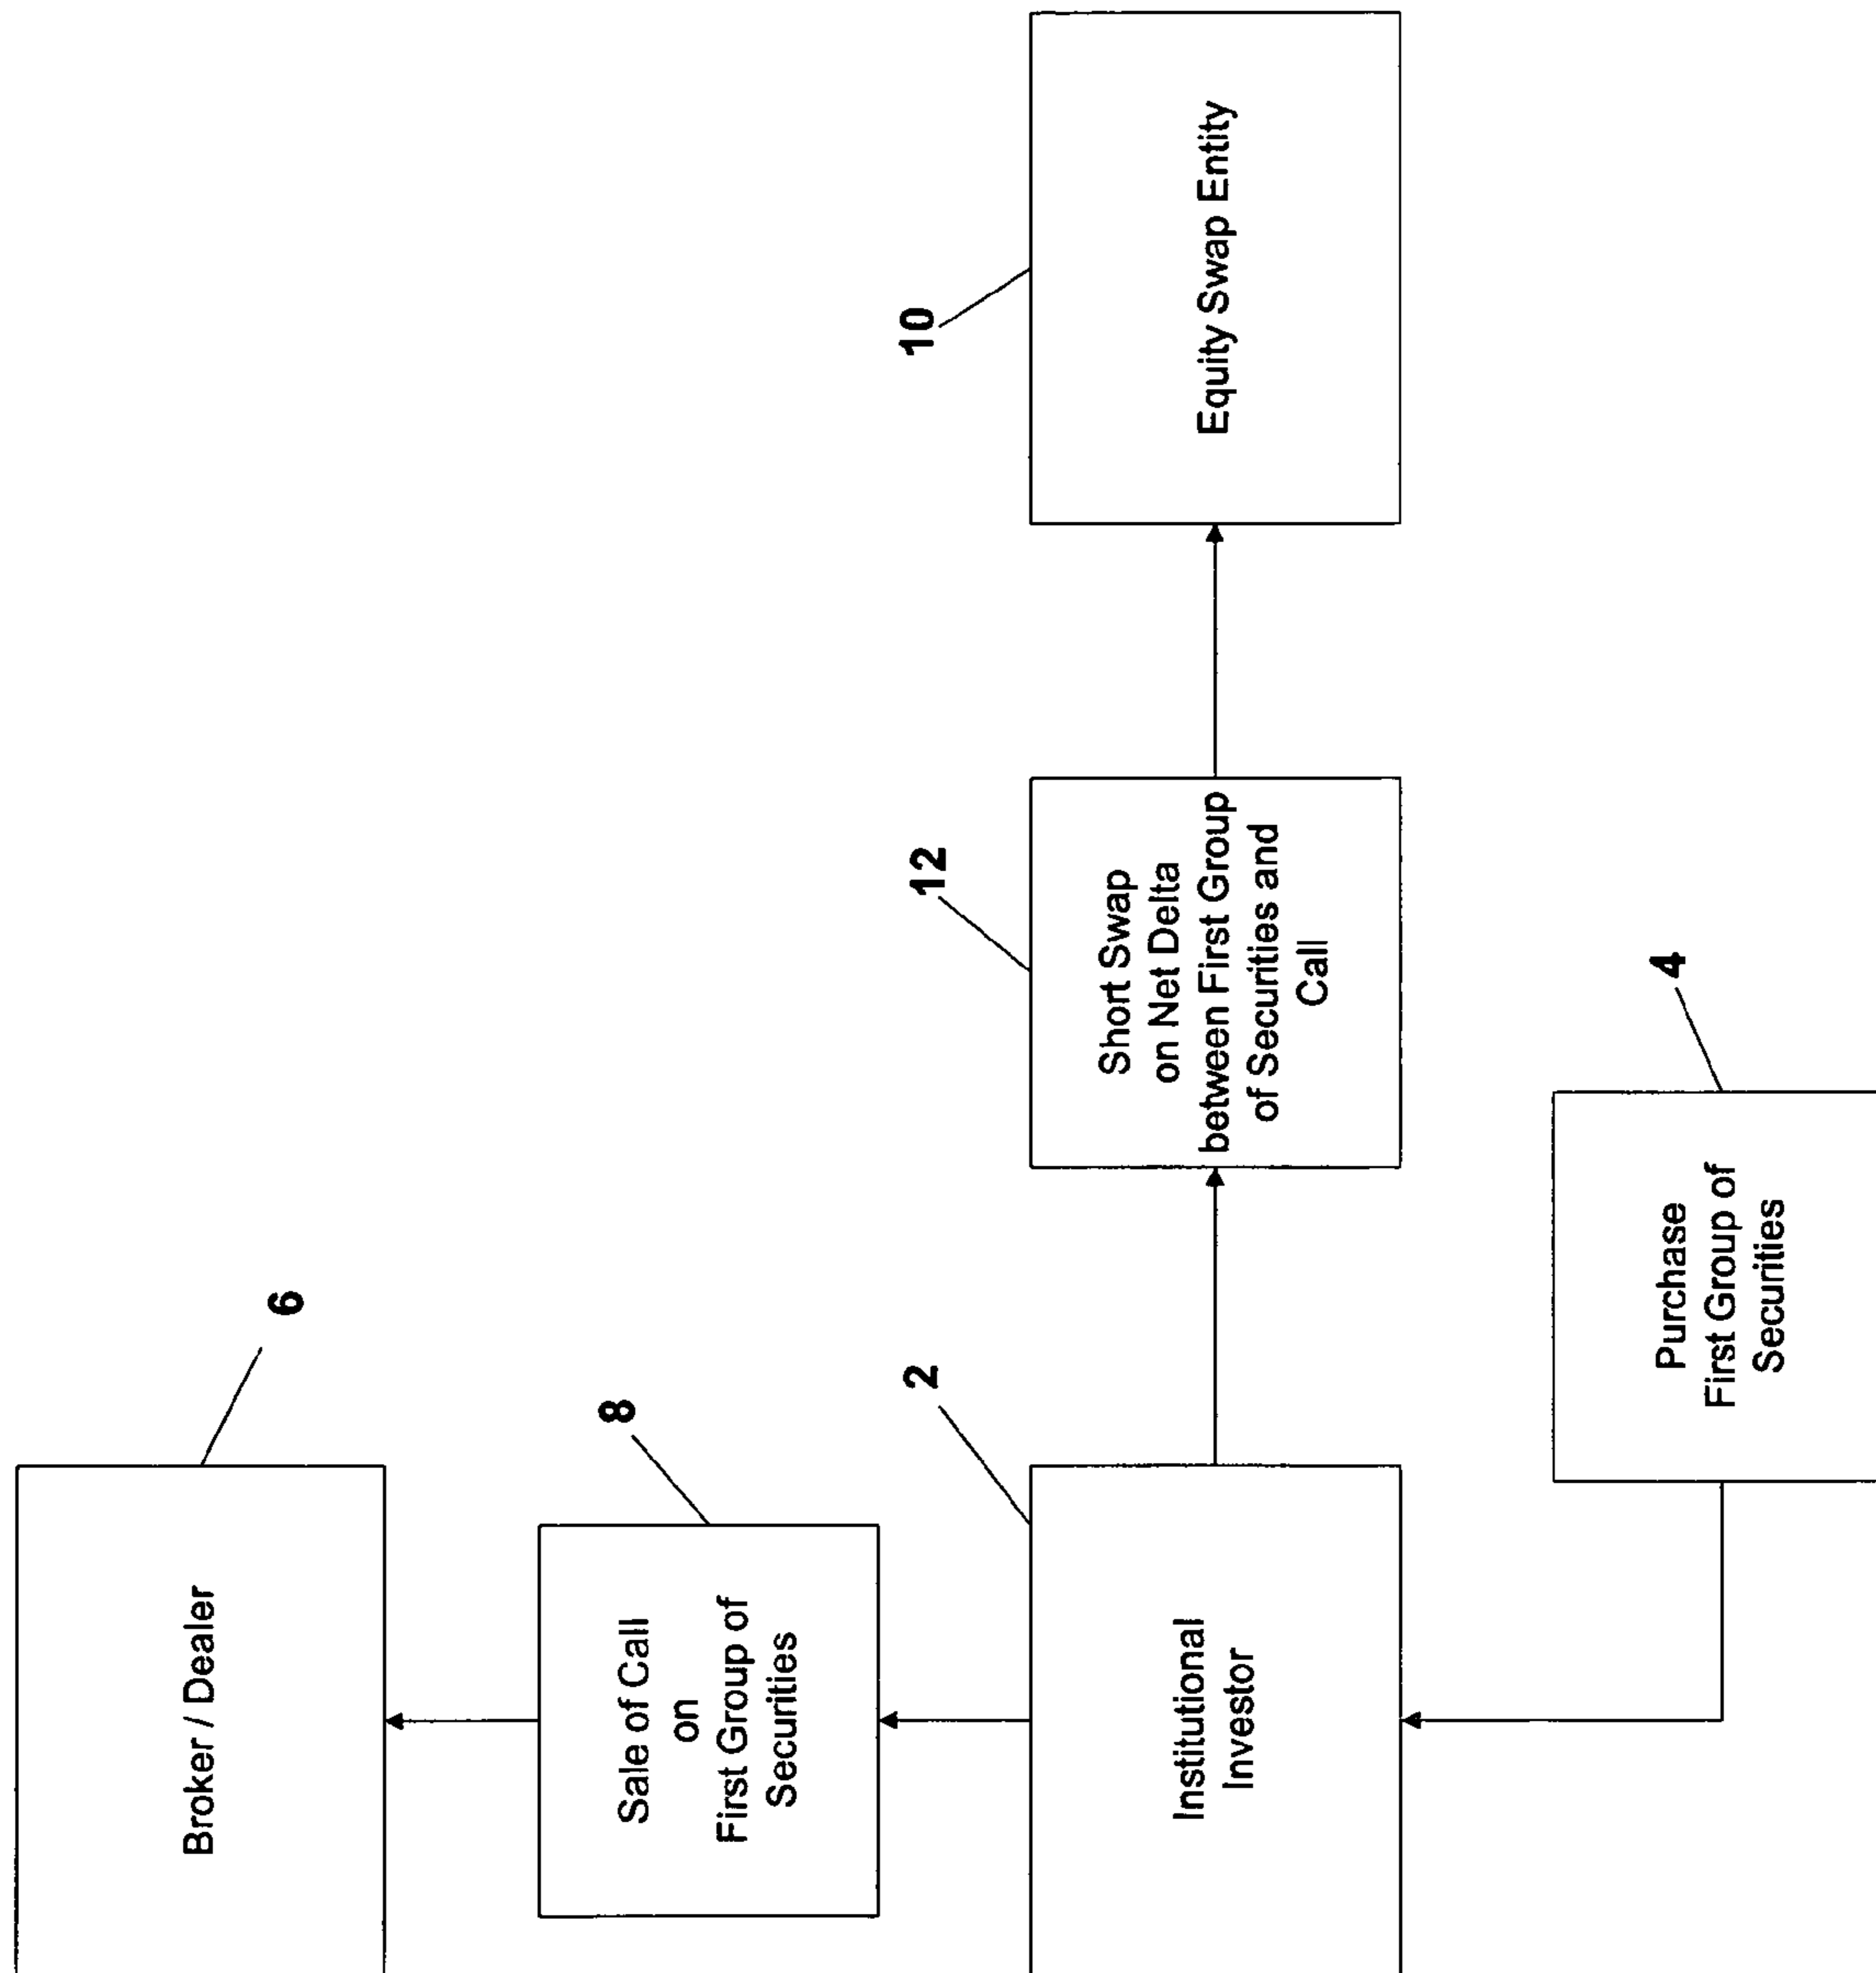 Broker / Dealer
6
Sale of Call
on
First Group of
Securities
8
Institutional
Investor
2
Short Swap
on Net Delta
between First Group
of Securities and
Call
12
Equity Swap Entity
10
Purchase
First Group of
Securities
4